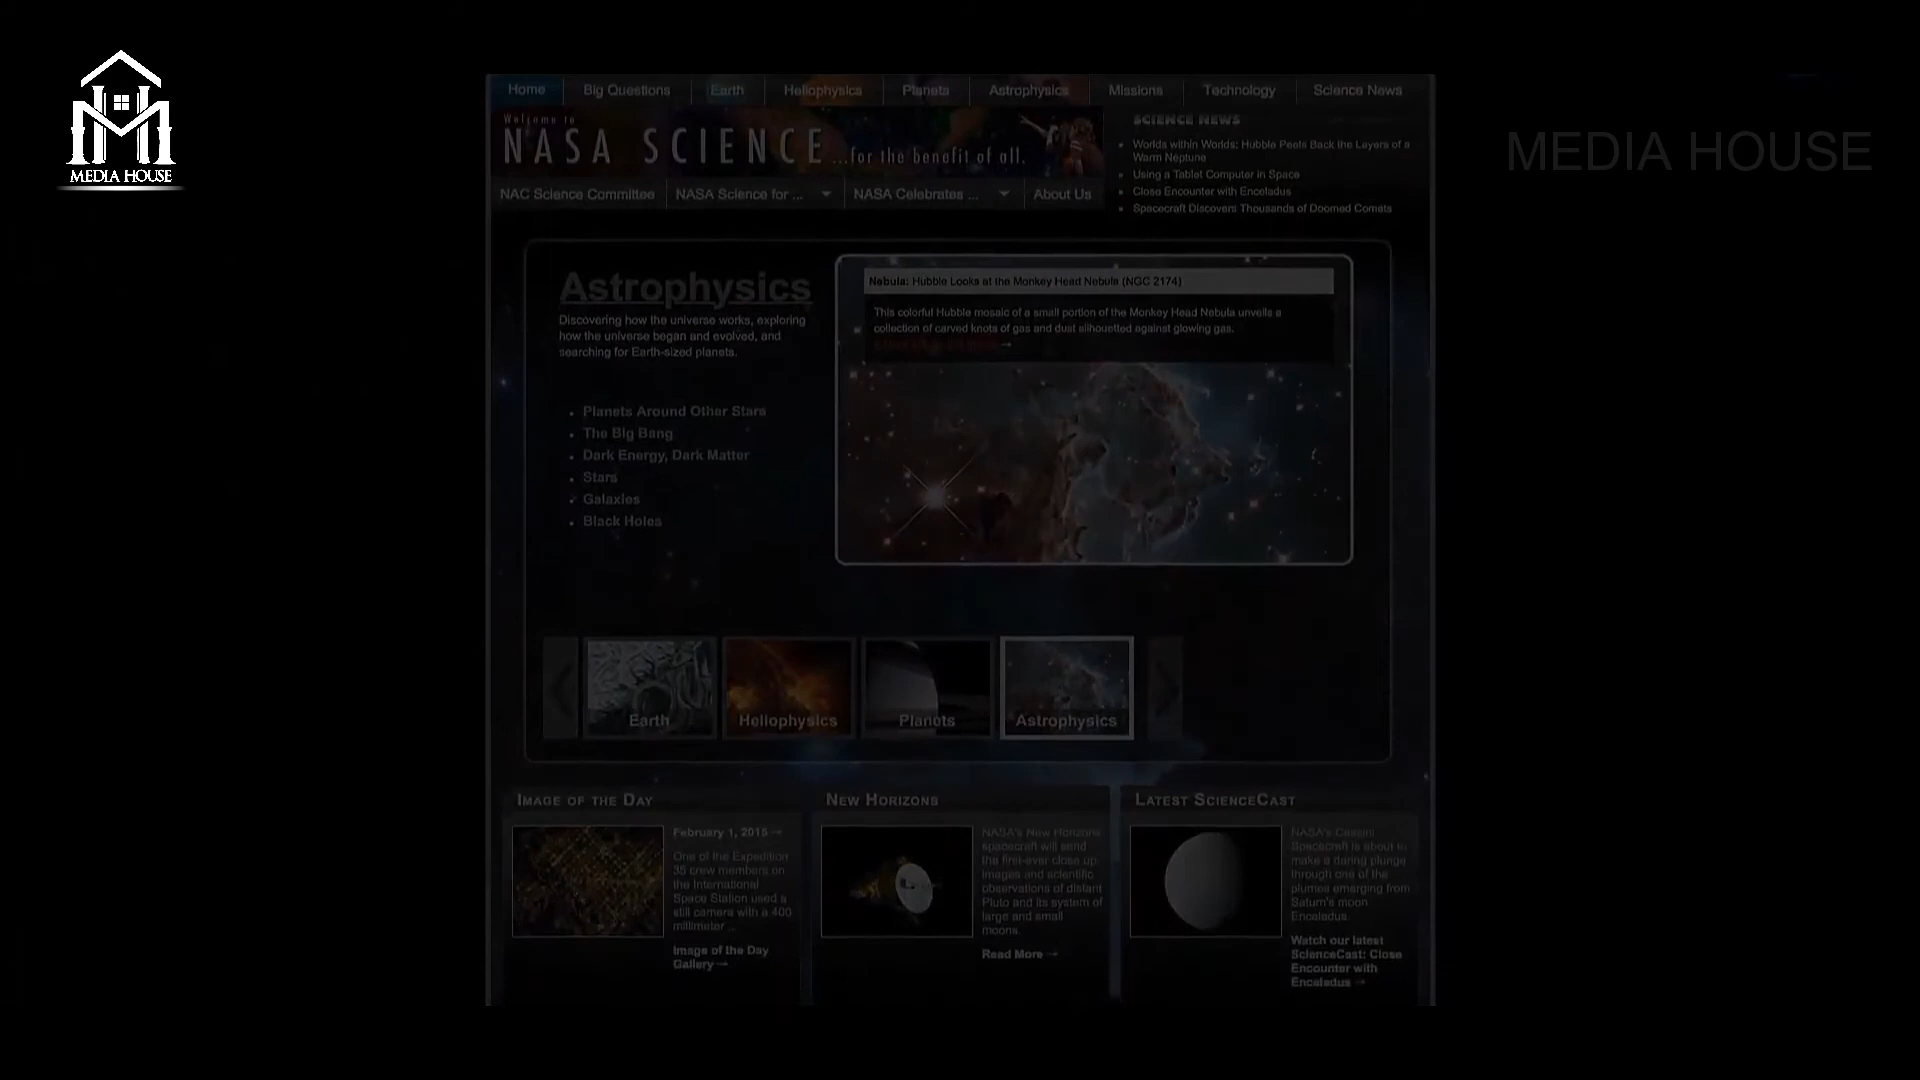 MEDIA HOUSE
MEDIA HOUSE
Home Big Questions Earth Heliophysics Planets Astrophysics Missions Technology Science News
Welcome to
NASA SCIENCE ...for the benefit of all.
NAC Science Committee NASA Science for ... NASA Celebrates ... About Us
SCIENCE NEWS
Worlds within Worlds: Hubble Peels Back the Layers of a
Warm Neptune
Using a Tablet Computer in Space
Close Encounter with Enceladus
Spacecraft Discovers Thousands of Doomed Comets
Astrophysics
Discovering how the universe works, exploring
how the universe began and evolved, and
searching for Earth-sized planets.
Planets Around Other Stars
The Big Bang
Dark Energy, Dark Matter
Stars
Galaxies
Black Holes
Nebula: Hubble Looks at the Monkey Head Nebula (NGC 2174)
This colorful Hubble mosaic of a small portion of the Monkey Head Nebula unveils a
collection of carved knots of gas and dust silhouetted against glowing gas.
Earth Heliophysics Planets Astrophysics
IMAGE OF THE DAY
February 1, 2015 →
One of the Expedition
35 crew members on
the International
Space Station used a
still camera with a 400
millimeter ...
Image of the Day
Gallery →
NEW HORIZONS
NASA's New Horizons
spacecraft will send
the first-ever close up
images and scientific
observations of distant
Pluto and its system of
large and small
moons.
Read More →
LATEST SCIENCECAST
NASA's Cassini
Spacecraft is about to
make a daring plunge
through one of the
plumes emerging from
Saturn's moon
Enceladus.
Watch our latest
ScienceCast: Close
Encounter with
Enceladus →